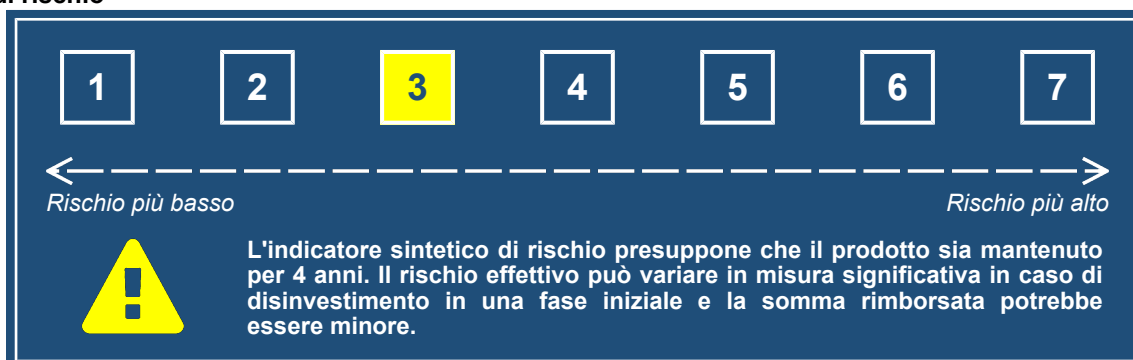 di rischio
1 2 3 4 5 6 7
Rischio più basso Rischio più alto
L'indicatore sintetico di rischio presuppone che il prodotto sia mantenuto
per 4 anni. Il rischio effettivo può variare in misura significativa in caso di
disinvestimento in una fase iniziale e la somma rimborsata potrebbe
essere minore.